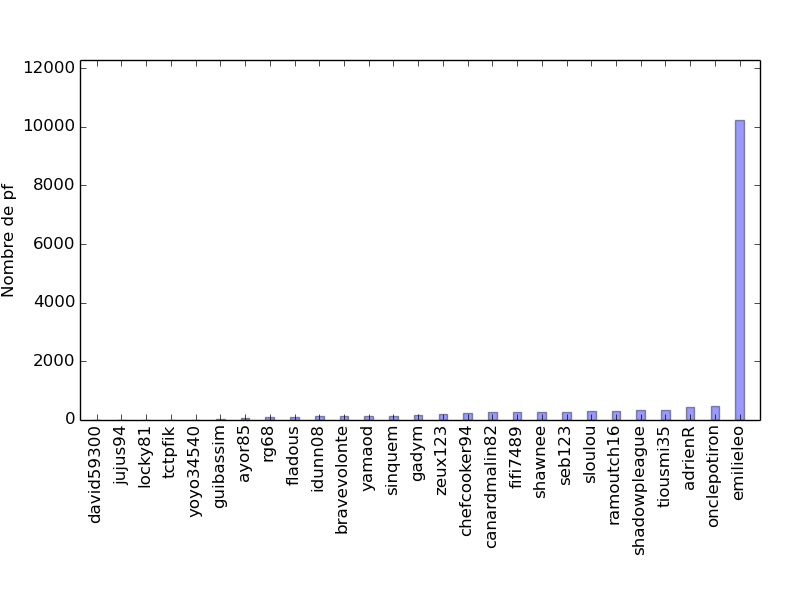 12000
10000
8000
6000
4000
2000
0
Nombre de pf
david59300
jujus94
locky81
tctpfik
yoyo34540
guibassim
ayor85
rg68
fladous
idunn08
bravevolonte
yamaod
sinquem
gadym
zeux123
chefcooker94
canardmalin82
fifi7489
shawnee
seb123
sloulou
ramoutch16
shadowpleague
tiousmi35
adrienR
onclepotiron
emilieleo